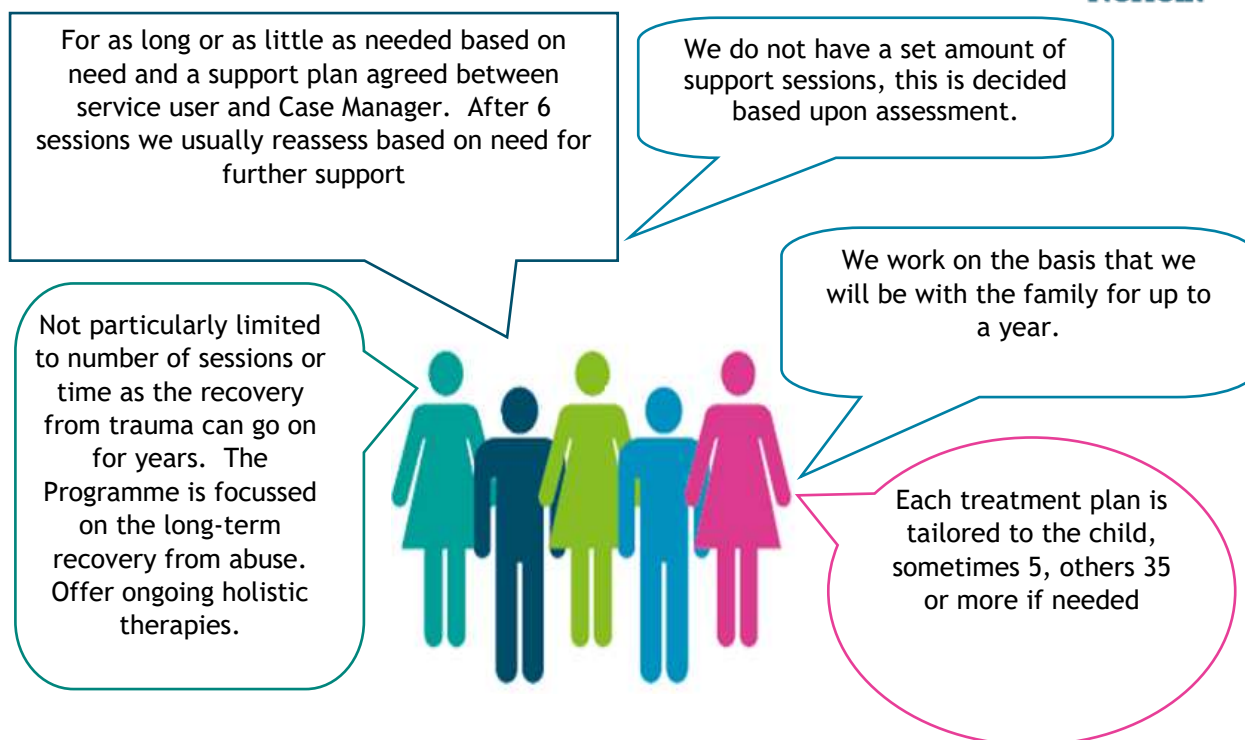 For as long or as little as needed based on
need and a support plan agreed between
service user and Case Manager.  After 6
sessions we usually reassess based on need for
further support
We do not have a set amount of
support sessions, this is decided
based upon assessment.
We work on the basis that we
will be with the family for up to
a year.
Not particularly limited
to number of sessions or
time as the recovery
from trauma can go on
for years.  The
Programme is focussed
on the long-term
recovery from abuse.
Offer ongoing holistic
therapies.
Each treatment plan is
tailored to the child,
sometimes 5, others 35
or more if needed